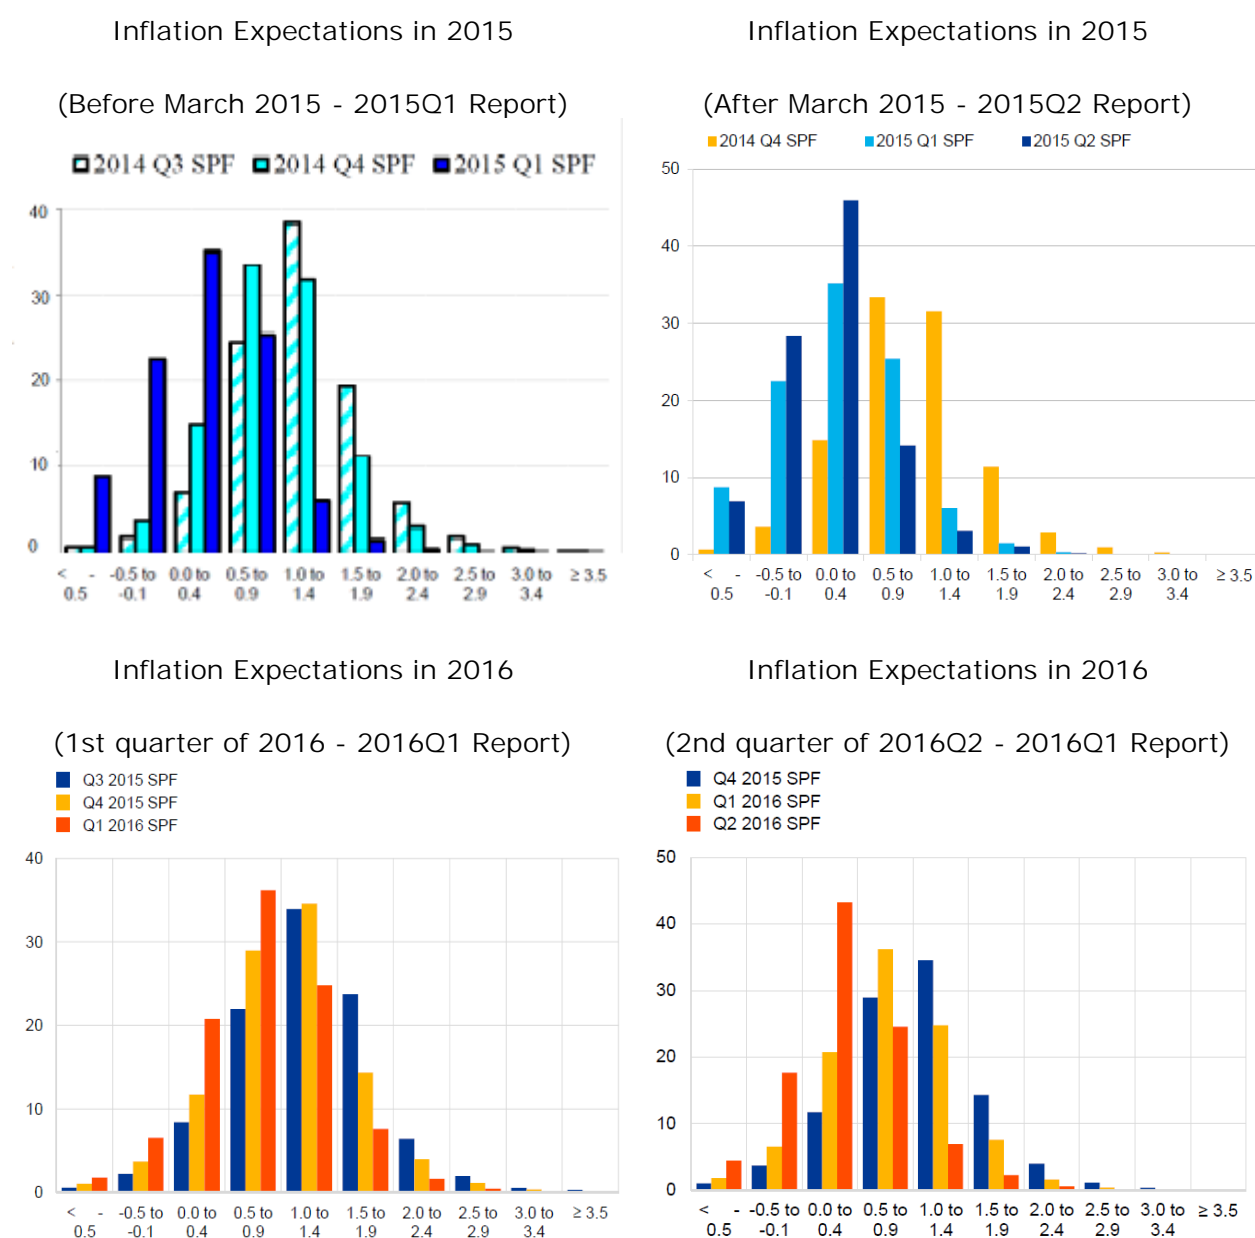 Inflation Expectations in 2015
(Before March 2015 - 2015Q1 Report)
2014 Q3 SPF 2014 Q4 SPF 2015 Q1 SPF
40
30
20
10
0
< - -0.5 to 0.0 to 0.5 to 1.0 to 1.5 to 2.0 to 2.5 to 3.0 to ≥ 3.5
0.5 -0.1 0.4 0.9 1.4 1.9 2.4 2.9 3.4
Inflation Expectations in 2015
(After March 2015 - 2015Q2 Report)
2014 Q4 SPF 2015 Q1 SPF 2015 Q2 SPF
50
40
30
20
10
0
< - -0.5 to 0.0 to 0.5 to 1.0 to 1.5 to 2.0 to 2.5 to 3.0 to ≥ 3.5
0.5 -0.1 0.4 0.9 1.4 1.9 2.4 2.9 3.4
Inflation Expectations in 2016
(1st quarter of 2016 - 2016Q1 Report)
Q3 2015 SPF
Q4 2015 SPF
Q1 2016 SPF
40
30
20
10
0
< - -0.5 to 0.0 to 0.5 to 1.0 to 1.5 to 2.0 to 2.5 to 3.0 to ≥ 3.5
0.5 -0.1 0.4 0.9 1.4 1.9 2.4 2.9 3.4
Inflation Expectations in 2016
(2nd quarter of 2016Q2 - 2016Q1 Report)
Q4 2015 SPF
Q1 2016 SPF
Q2 2016 SPF
50
40
30
20
10
0
< - -0.5 to 0.0 to 0.5 to 1.0 to 1.5 to 2.0 to 2.5 to 3.0 to ≥ 3.5
0.5 -0.1 0.4 0.9 1.4 1.9 2.4 2.9 3.4